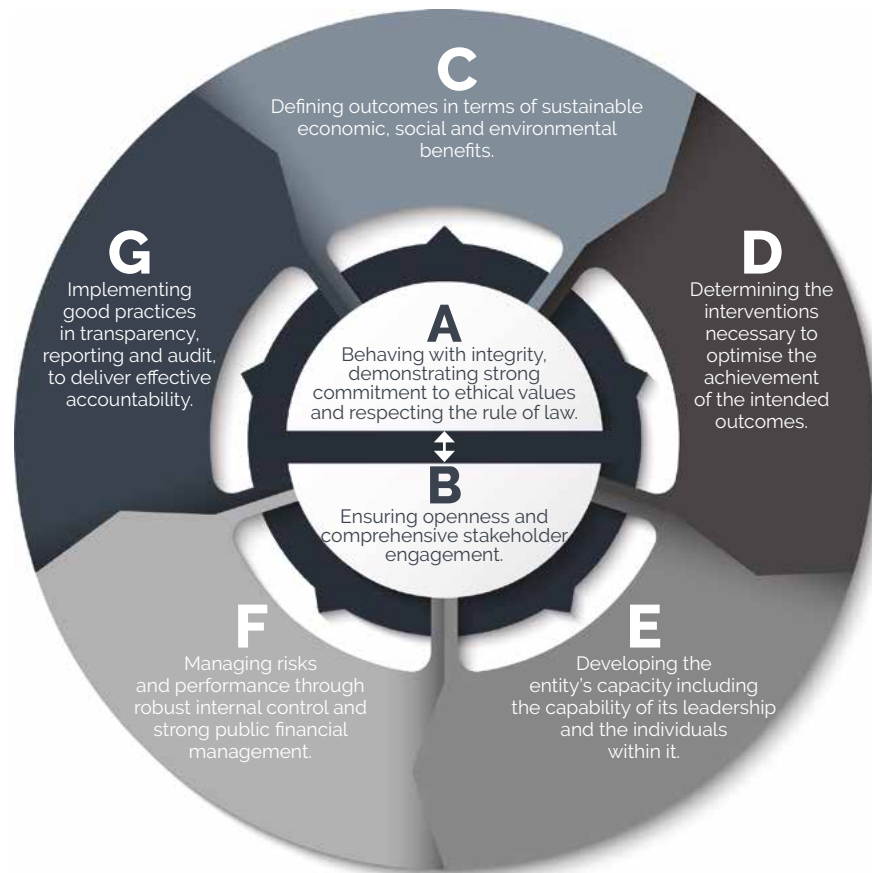 C
Defining outcomes in terms of sustainable
economic, social and environmental
benefits.
G
Implementing
good practices
in transparency,
reporting and audit,
to deliver effective
accountability.
A
Behaving with integrity,
demonstrating strong
commitment to ethical values
and respecting the rule of law.
D
Determining the
interventions
necessary to
optimise the
achievement
of the intended
outcomes.
B
Ensuring openness and
comprehensive stakeholder
engagement.
F
Managing risks
and performance through
robust internal control and
strong public financial
management.
E
Developing the
entity's capacity including
the capability of its leadership
and the individuals
within it.